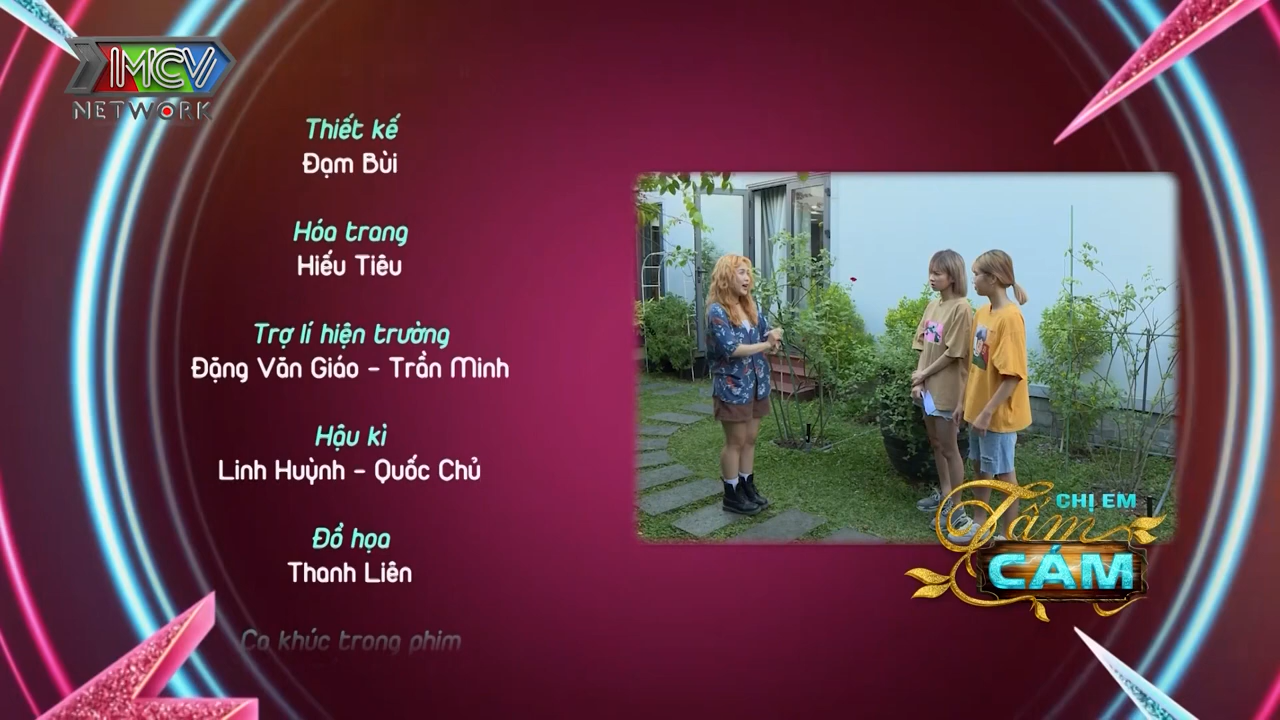 MCV
NETWORK
Thiết kế
Đạm Bùi
Hóa trang
Hiếu Tiêu
Trợ lí hiện trường
Đặng Văn Giáo - Trần Minh
Hậu kì
Linh Huỳnh - Quốc Chủ
Đồ họa
Thanh Liên
Ca khúc trong phim
CHỊ EM
Tấm
CÁM